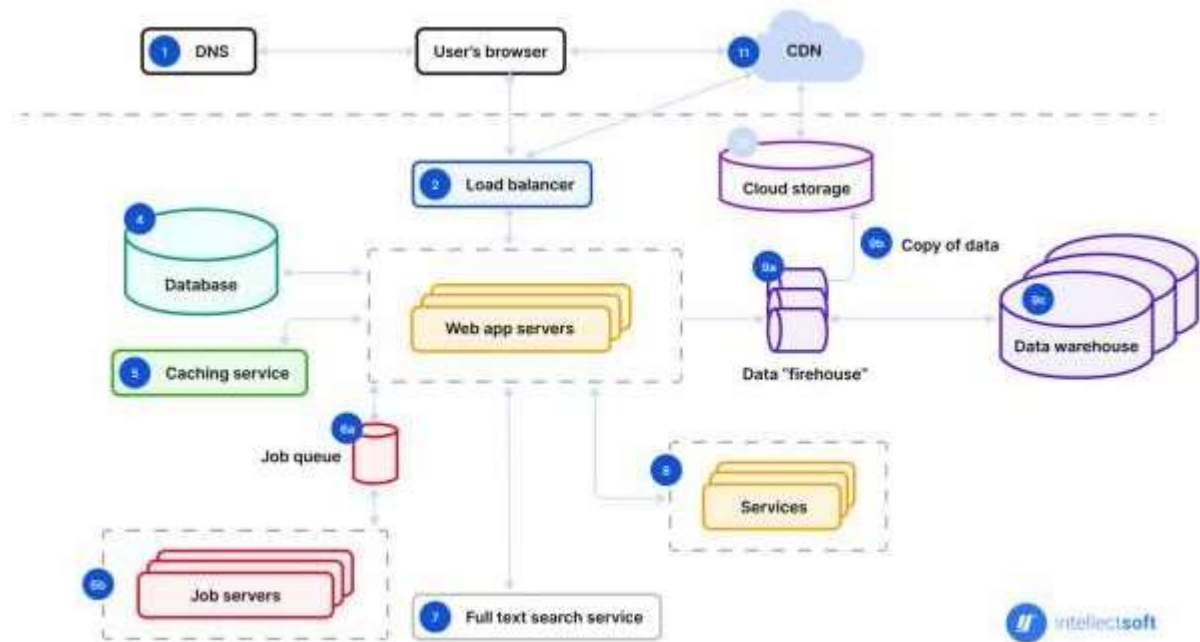 1 DNS
User's browser
11 CDN
2 Load balancer
Cloud storage
4
Database
9a
9b Copy of data
Web app servers
9c
Data warehouse
Data "firehouse"
5 Caching service
6a
Job queue
8
Services
6b
Job servers
7 Full text search service
intellectsoft